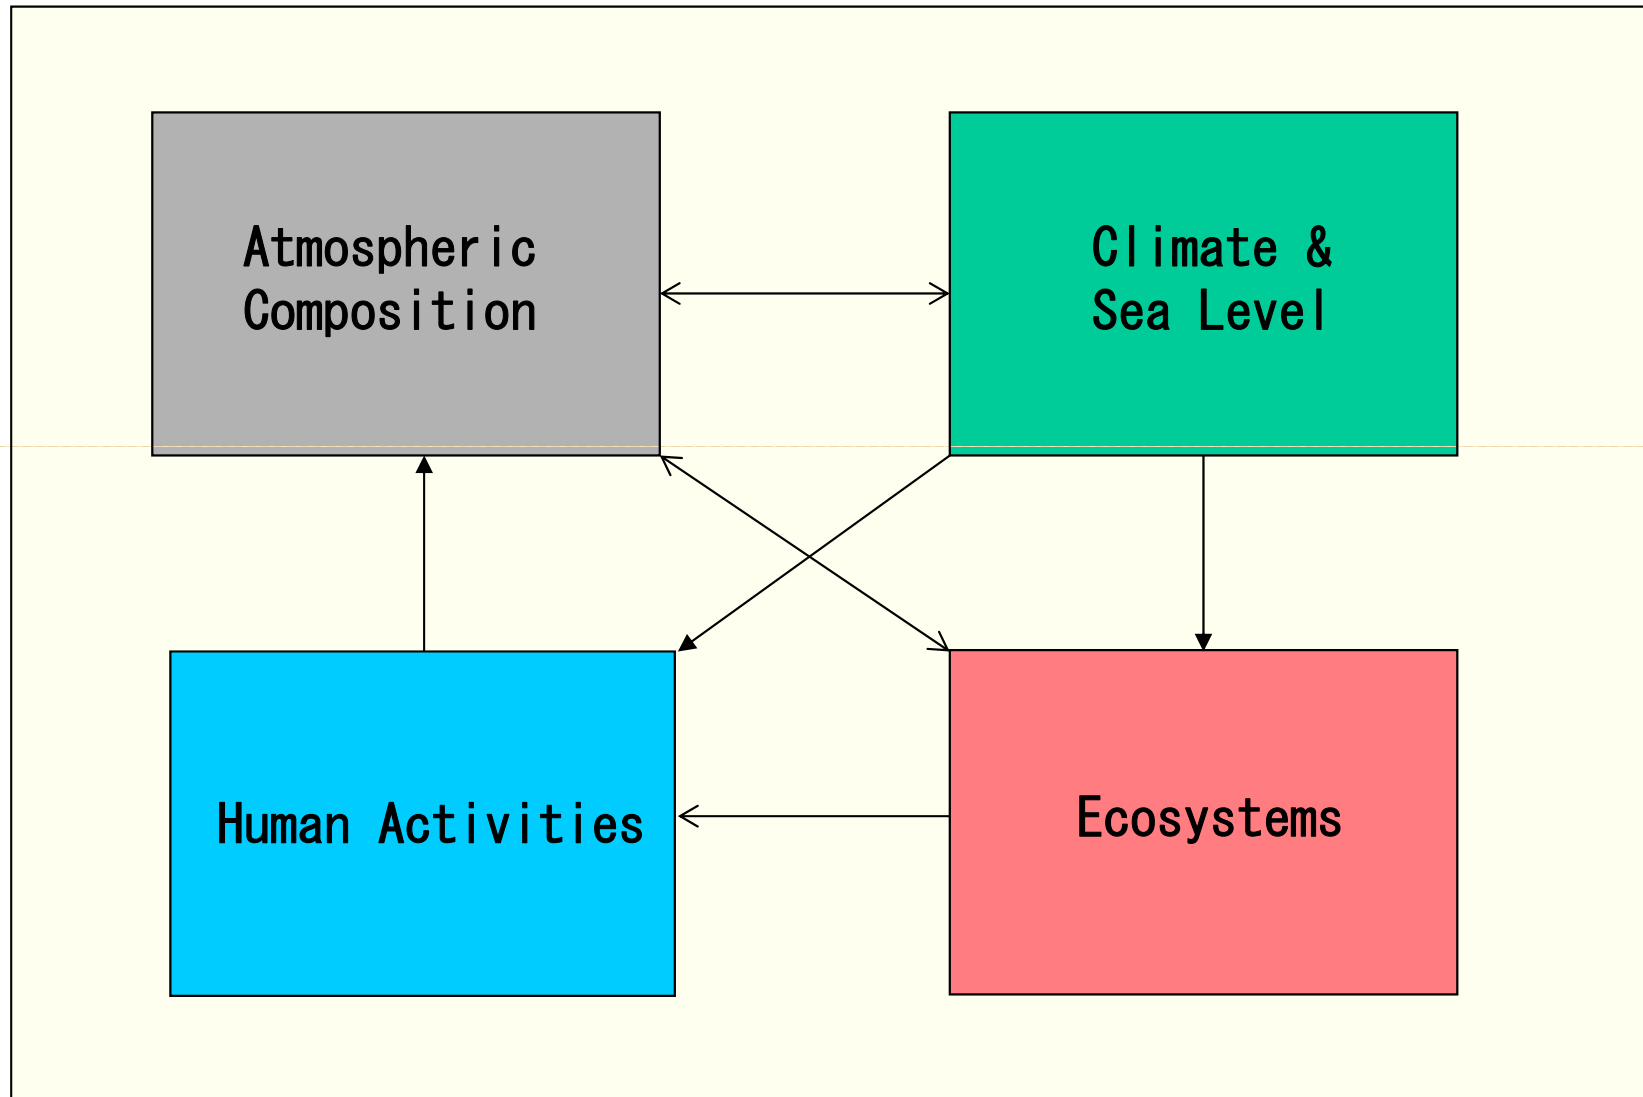 Atmospheric
Composition
Climate &
Sea Level
Human Activities
Ecosystems